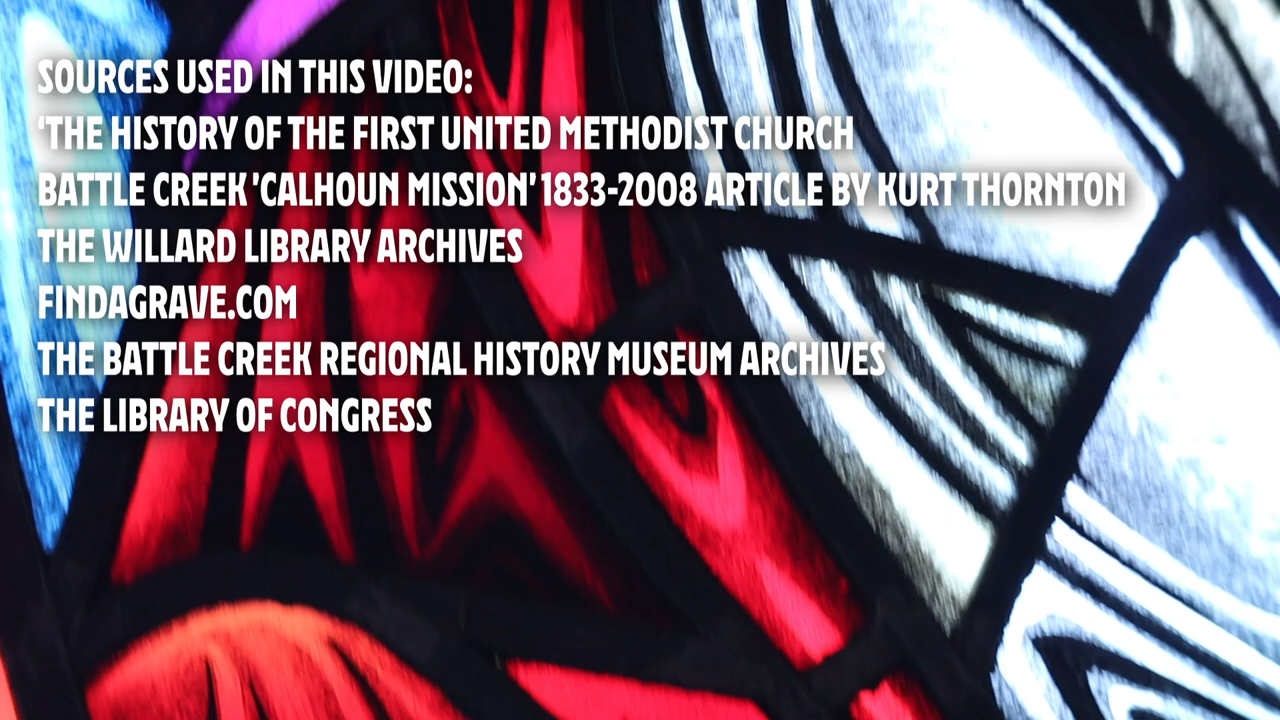 SOURCES USED IN THIS VIDEO:
'THE HISTORY OF THE FIRST UNITED METHODIST CHURCH
BATTLE CREEK 'CALHOUN MISSION' 1833-2008 ARTICLE BY KURT THORNTON
THE WILLARD LIBRARY ARCHIVES
FINDAGRAVE.COM
THE BATTLE CREEK REGIONAL HISTORY MUSEUM ARCHIVES
THE LIBRARY OF CONGRESS